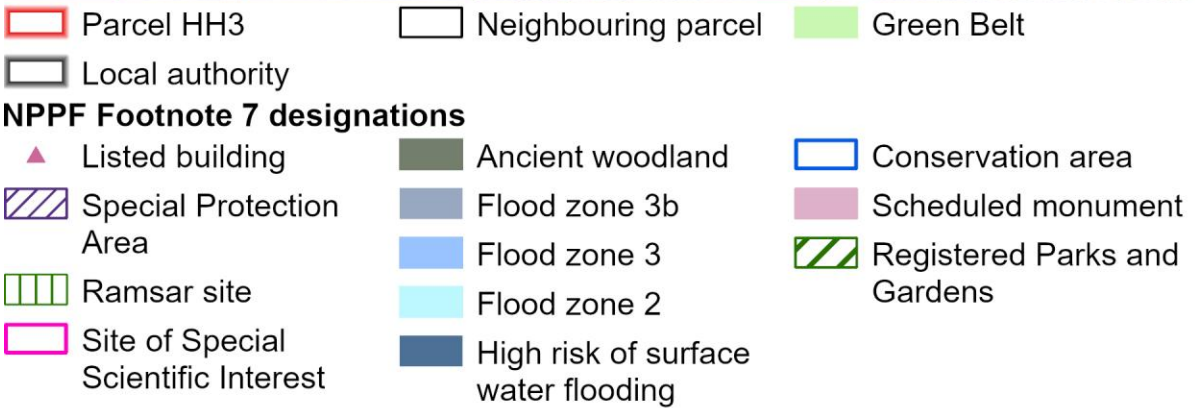 Parcel HH3
Neighbouring parcel
Green Belt
Local authority
NPPF Footnote 7 designations
Listed building
Special Protection
Area
Ramsar site
Site of Special
Scientific Interest
Ancient woodland
Flood zone 3b
Flood zone 3
Flood zone 2
High risk of surface
water flooding
Conservation area
Scheduled monument
Registered Parks and
Gardens